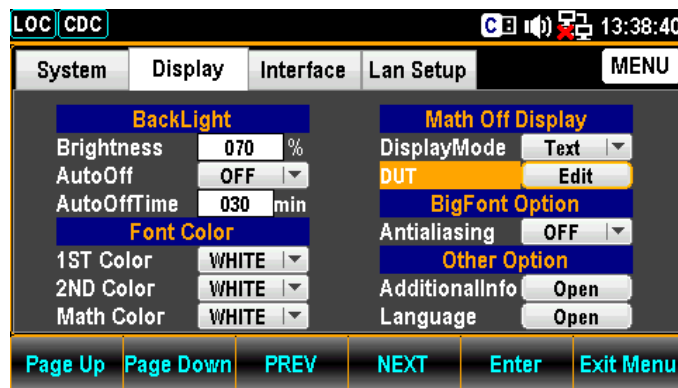 LOC CDC C 13:38:40
System Display Interface Lan Setup MENU
BackLight
Brightness 070 %
AutoOff OFF
AutoOffTime 030 min
Font Color
1ST Color WHITE
2ND Color WHITE
Math Color WHITE
Math Off Display
DisplayMode Text
DUT Edit
BigFont Option
Antialiasing OFF
Other Option
AdditionalInfo Open
Language Open
Page Up Page Down PREV NEXT Enter Exit Menu